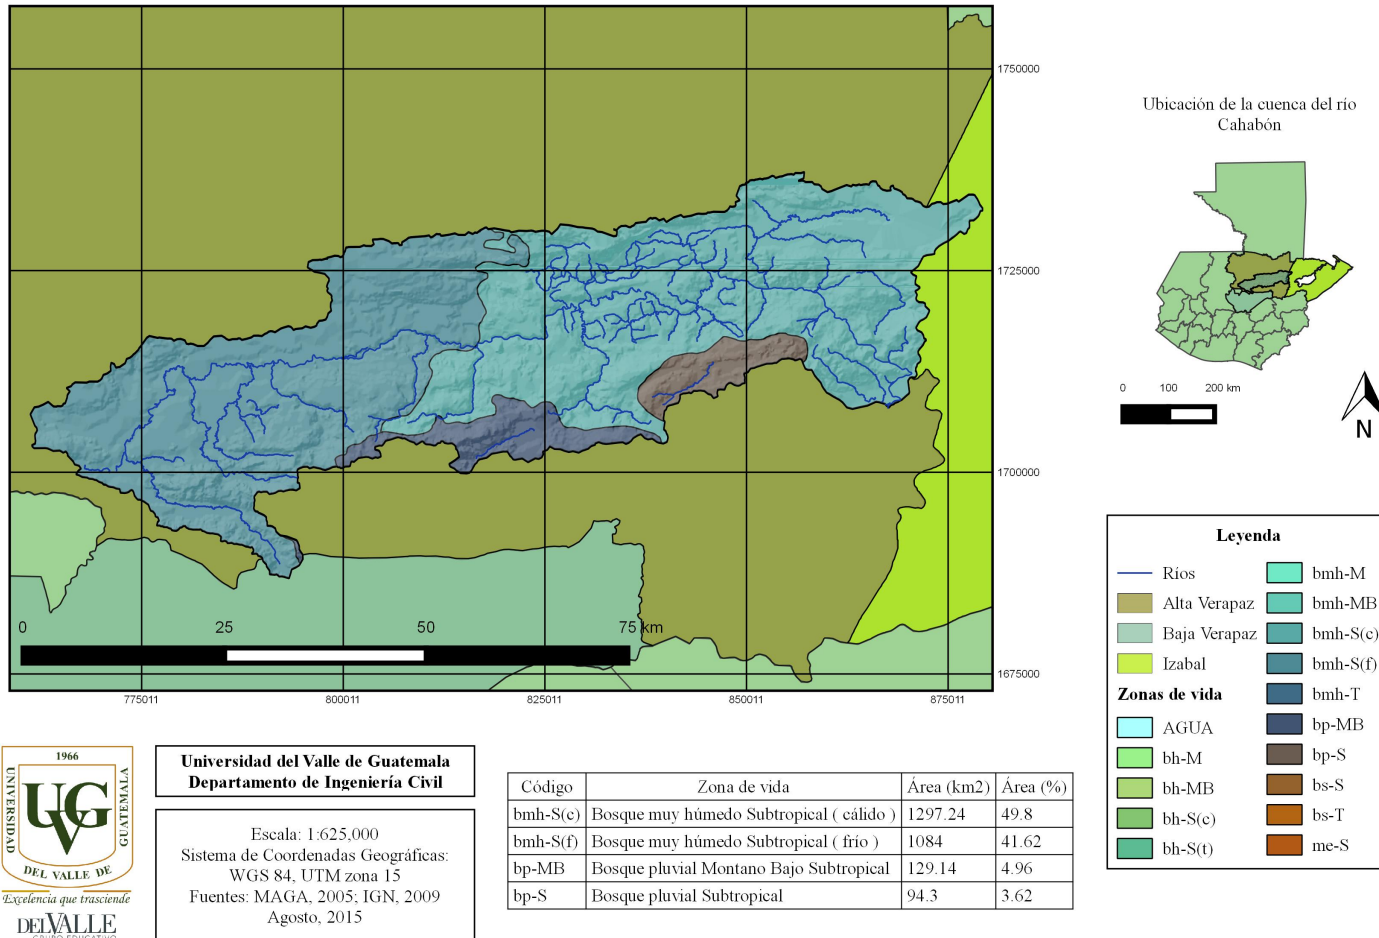 1750000
1725000
1700000
1675000
0 25 50 75 km
775011 800011 825011 850011 875011
Ubicación de la cuenca del río
Cahabón
0 100 200 km
N
Leyenda
Ríos
Alta Verapaz
Baja Verapaz
Izabal
Zonas de vida
AGUA
bh-M
bh-MB
bh-S(c)
bh-S(t)
bmh-M
bmh-MB
bmh-S(c)
bmh-S(f)
bmh-T
bp-MB
bp-S
bs-S
bs-T
me-S
1966
UNIVERSIDAD
UVG
GUATEMALA
DEL VALLE DE
Excelencia que trasciende
DELVALLE
GRUPO EDUCATIVO
Universidad del Valle de Guatemala
Departamento de Ingeniería Civil
Escala: 1:625,000
Sistema de Coordenadas Geográficas:
WGS 84, UTM zona 15
Fuentes: MAGA, 2005; IGN, 2009
Agosto, 2015
Código Zona de vida Área (km2) Área (%)
bmh-S(c) Bosque muy húmedo Subtropical ( cálido ) 1297.24 49.8
bmh-S(f) Bosque muy húmedo Subtropical ( frío ) 1084 41.62
bp-MB Bosque pluvial Montano Bajo Subtropical 129.14 4.96
bp-S Bosque pluvial Subtropical 94.3 3.62